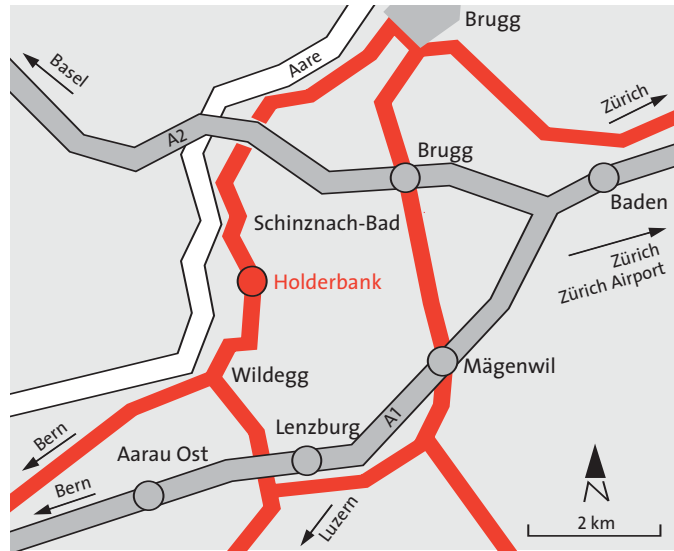 Brugg
Basel
Aare
Zürich
A2
Brugg
Baden
Schinznach-Bad
Zürich
Zürich Airport
Holderbank
Mägenwil
Wildegg
A1
Lenzburg
Bern
Aarau Ost
Bern
Luzern
N
2 km